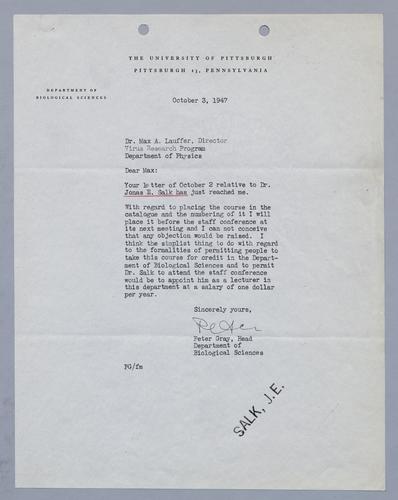 THE UNIVERSITY OF PITTSBURGH
PITTSBURGH 13, PENNSYLVANIA
DEPARTMENT OF
BIOLOGICAL SCIENCES
October 3, 1947
Dr. Max A. Lauffer, Director
Virus Research Program
Department of Physics
Dear Max:
Your letter of October 2 relative to Dr.
Jonas E. Salk has just reached me.
With regard to placing the course in the
catalogue and the numbering of it I will
place it before the staff conference at
its next meeting and I can not conceive
that any objection would be raised. I
think the simplist thing to do with regard
to the formalities of permitting people to
take this course for credit in the Depart-
ment of Biological Sciences and to permit
Dr. Salk to attend the staff conference
would be to appoint him as a lecturer in
this department at a salary of one dollar
per year.
Sincerely yours,
Peter
Peter Gray, Head
Department of
Biological Sciences
PG/fm
SALK, J.E.